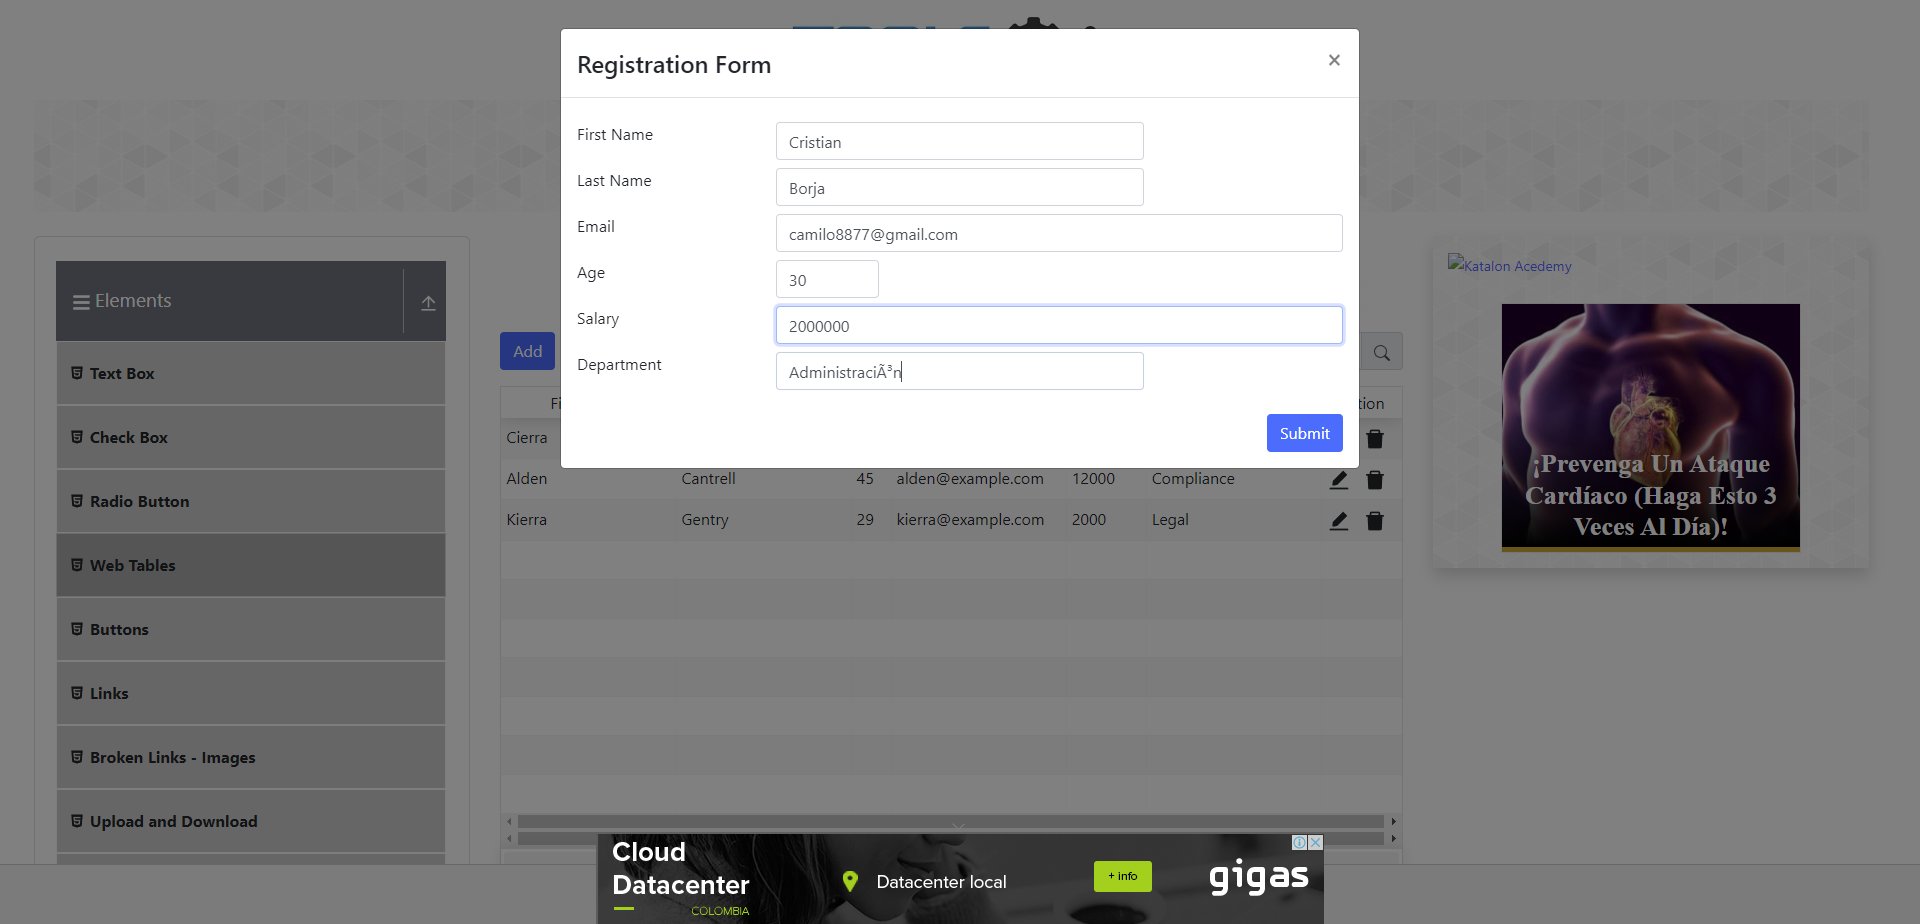 Registration Form
×
First Name
Cristian
Last Name
Borja
Email
camilo8877@gmail.com
Age
30
Salary
2000000
Department
AdministraciÃ³n
Submit
Elements
Text Box
Check Box
Radio Button
Web Tables
Buttons
Links
Broken Links - Images
Upload and Download
Add
Fi
tion
Cierra
Alden Cantrell 45 alden@example.com 12000 Compliance
Kierra Gentry 29 kierra@example.com 2000 Legal
Katalon Acedemy
¡Prevenga Un Ataque
Cardíaco (Haga Esto 3
Veces Al Día)!
Cloud
Datacenter
COLOMBIA
Datacenter local
+ info
gigas